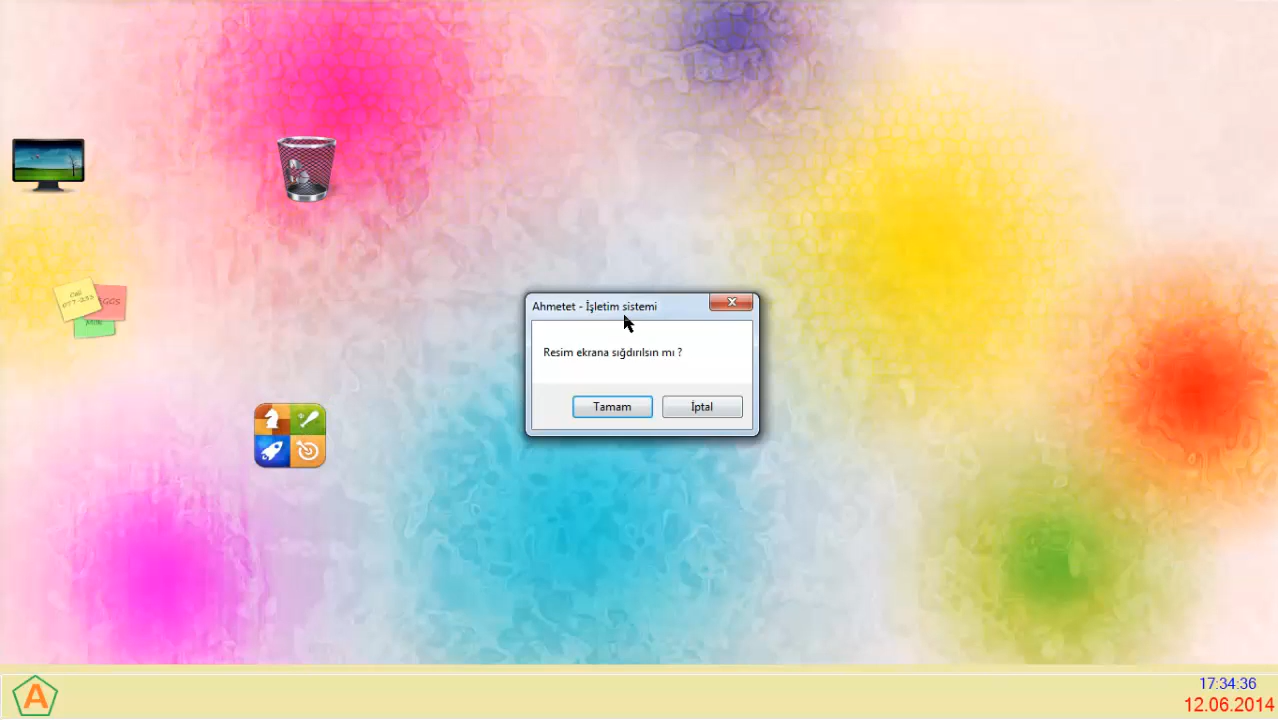 Ahmetet - İşletim sistemi
Resim ekrana sığdırılsın mı ?
Tamam
İptal
A
17:34:36
12.06.2014